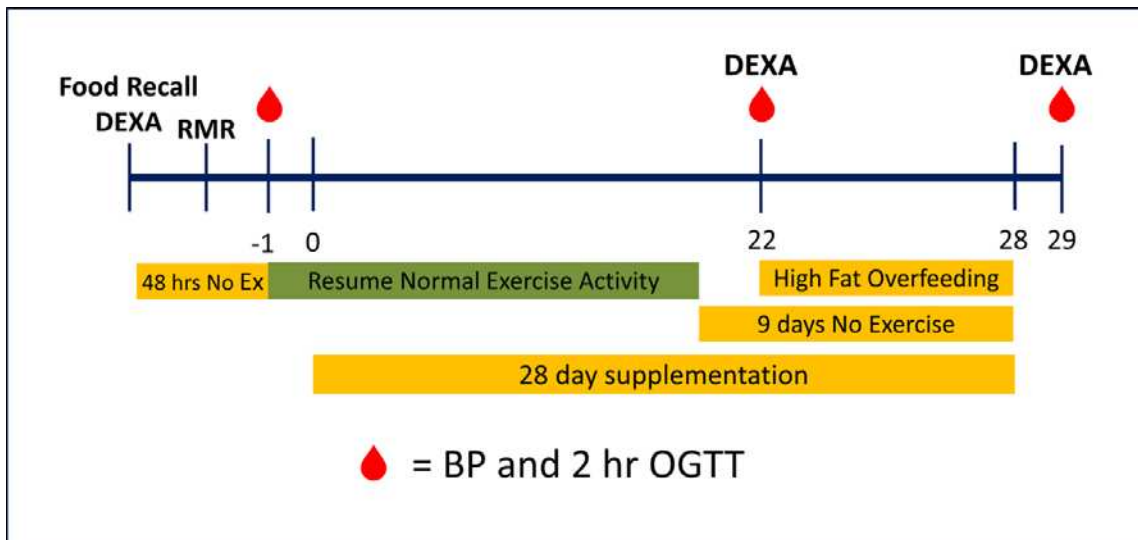 Food Recall
DEXA
RMR
DEXA
DEXA
-1
0
22
28
29
48 hrs No Ex
Resume Normal Exercise Activity
High Fat Overfeeding
9 days No Exercise
28 day supplementation
= BP and 2 hr OGTT